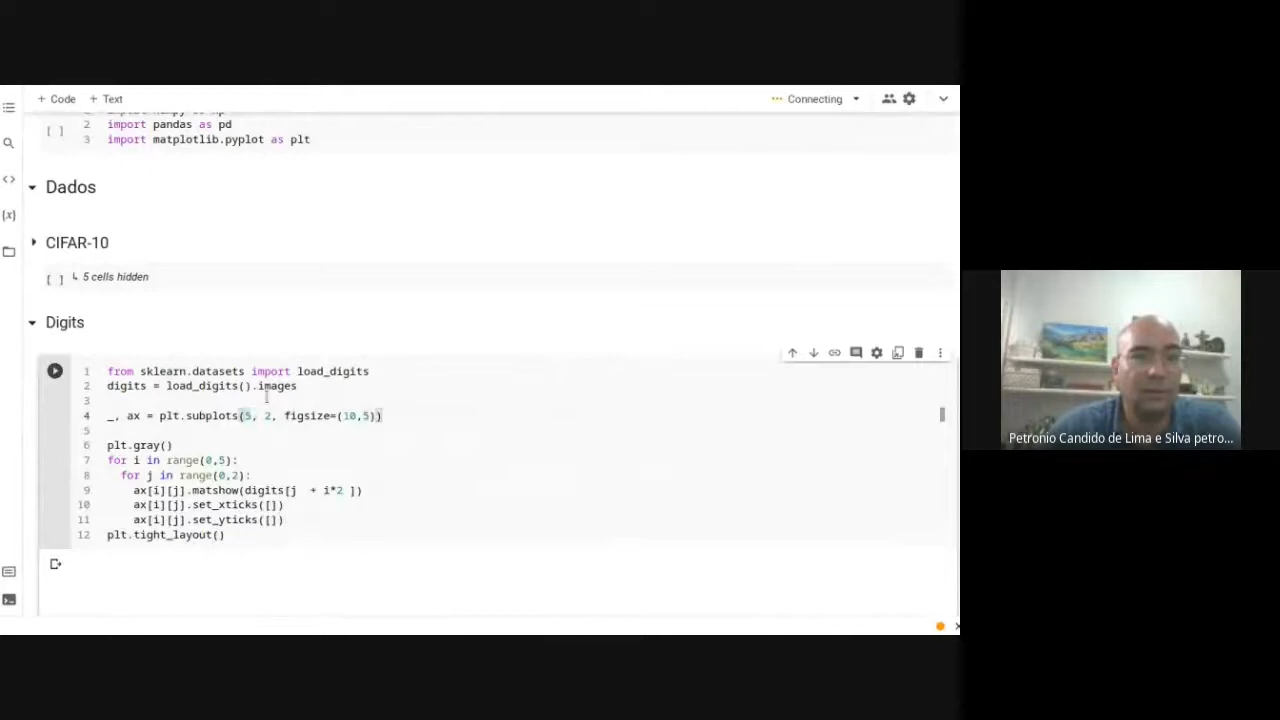 + Code + Text
Connecting
2 import pandas as pd
[ ]
3 import matplotlib.pyplot as plt
Dados
CIFAR-10
[ ] ↳ 5 cells hidden
Digits
1 from sklearn.datasets import load_digits
2 digits = load_digits().images
3
4 _, ax = plt.subplots(5, 2, figsize=(10,5))
5
6 plt.gray()
7 for i in range(0,5):
8 for j in range(0,2):
9 ax[i][j].matshow(digits[j + i*2 ])
10 ax[i][j].set_xticks([])
11 ax[i][j].set_yticks([])
12 plt.tight_layout()
Petronio Candido de Lima e Silva petro...